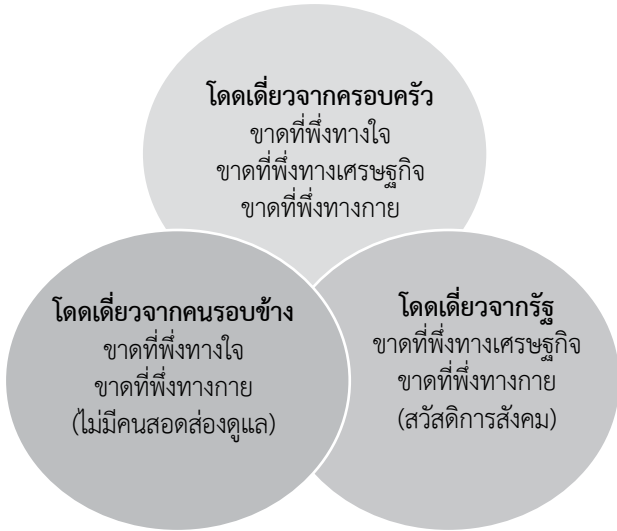 โดดเดี่ยวจากครอบครัว
ขาดที่พึ่งทางใจ
ขาดที่พึ่งทางเศรษฐกิจ
ขาดที่พึ่งทางกาย
โดดเดี่ยวจากคนรอบข้าง
ขาดที่พึ่งทางใจ
ขาดที่พึ่งทางกาย
(ไม่มีคนสอดส่องดูแล)
โดดเดี่ยวจากรัฐ
ขาดที่พึ่งทางเศรษฐกิจ
ขาดที่พึ่งทางกาย
(สวัสดิการสังคม)